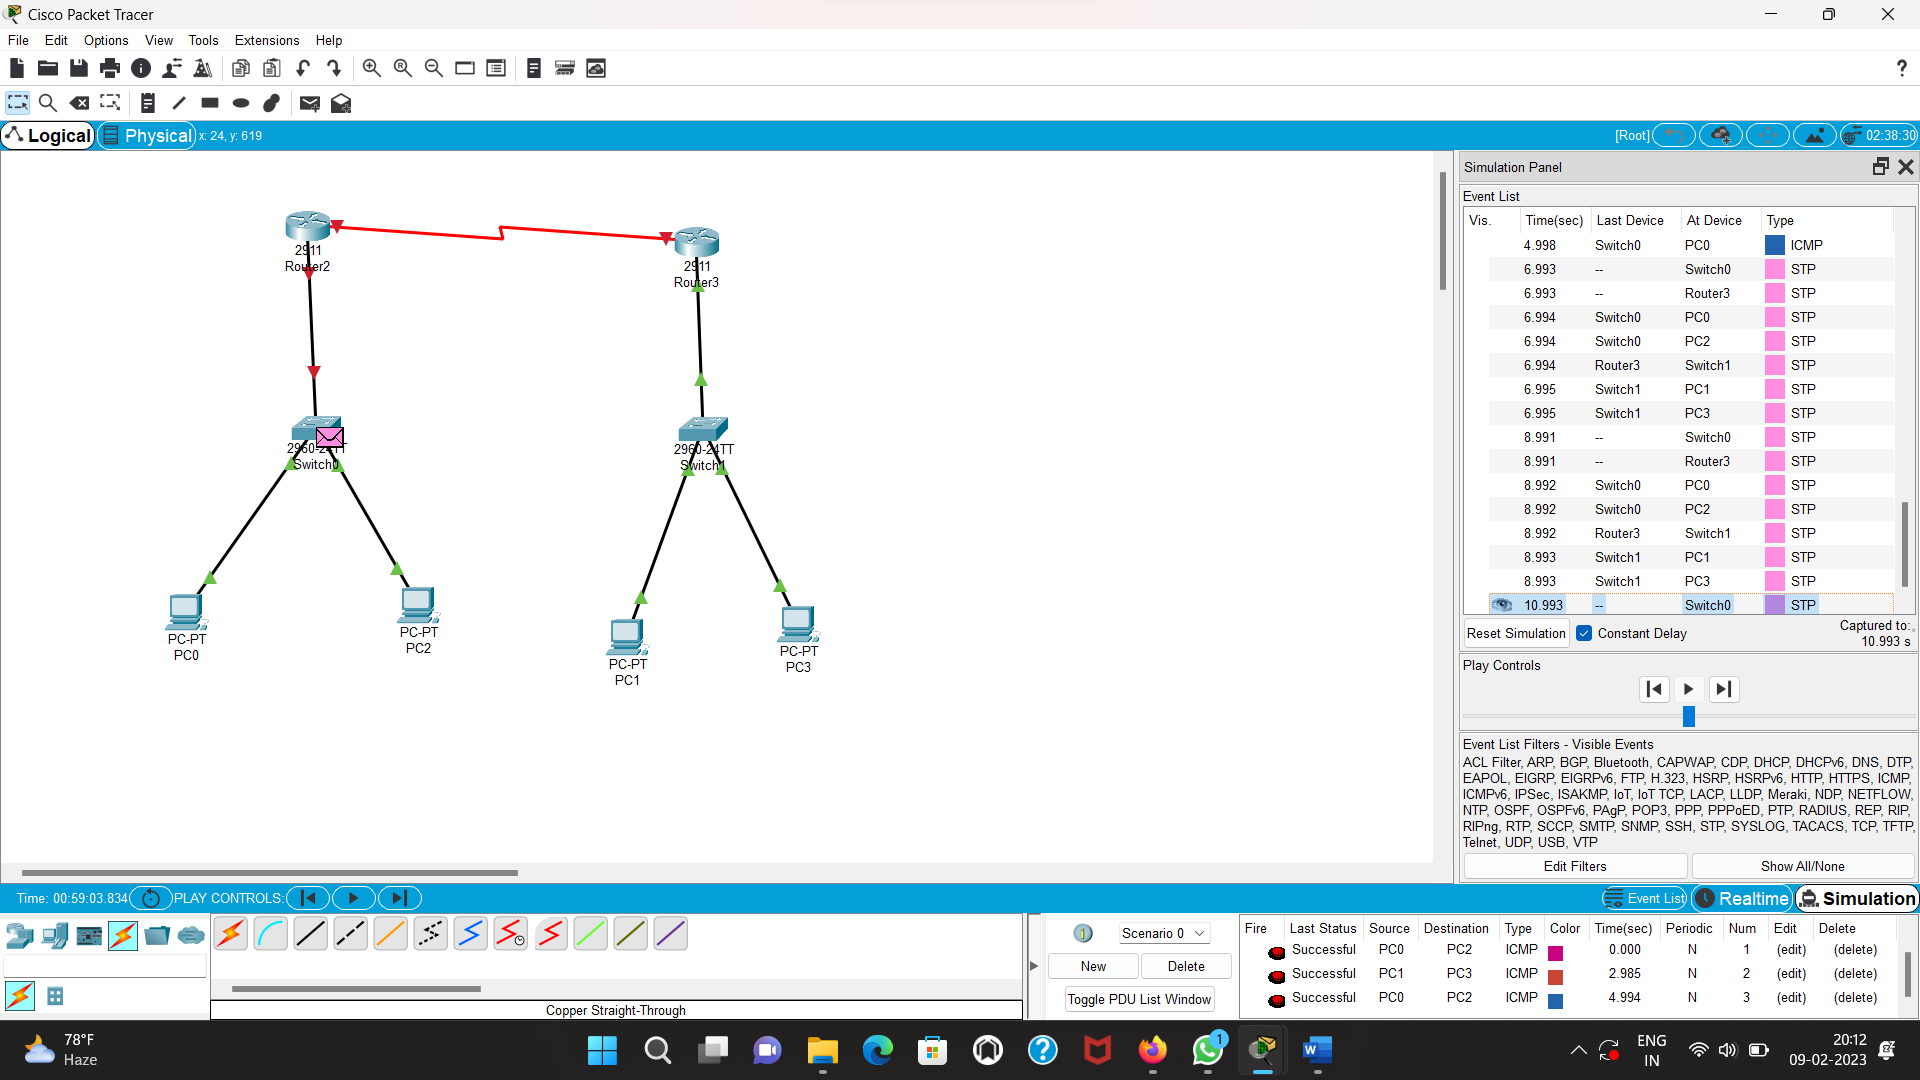 Cisco Packet Tracer
File Edit Options View Tools Extensions Help
?
Logical Physical x: 24, y: 619 [Root] 02:38:30
2911
Router2
2911
Router3
2960-24TT
Switch0
2960-24TT
Switch1
PC-PT
PC0
PC-PT
PC2
PC-PT
PC1
PC-PT
PC3
Simulation Panel
Event List
Vis. Time(sec) Last Device At Device Type
4.998 Switch0 PC0 ICMP
6.993 -- Switch0 STP
6.993 -- Router3 STP
6.994 Switch0 PC0 STP
6.994 Switch0 PC2 STP
6.994 Router3 Switch1 STP
6.995 Switch1 PC1 STP
6.995 Switch1 PC3 STP
8.991 -- Switch0 STP
8.991 -- Router3 STP
8.992 Switch0 PC0 STP
8.992 Switch0 PC2 STP
8.992 Router3 Switch1 STP
8.993 Switch1 PC1 STP
8.993 Switch1 PC3 STP
10.993 -- Switch0 STP
Reset Simulation Constant Delay Captured to:
10.993 s
Play Controls
Event List Filters - Visible Events
ACL Filter, ARP, BGP, Bluetooth, CAPWAP, CDP, DHCP, DHCPv6, DNS, DTP,
EAPOL, EIGRP, EIGRPv6, FTP, H.323, HSRP, HSRPv6, HTTP, HTTPS, ICMP,
ICMPv6, IPSec, ISAKMP, IoT, IoT TCP, LACP, LLDP, Meraki, NDP, NETFLOW,
NTP, OSPF, OSPFv6, PAgP, POP3, PPP, PPPoED, PTP, RADIUS, REP, RIP,
RIPng, RTP, SCCP, SMTP, SNMP, SSH, STP, SYSLOG, TACACS, TCP, TFTP,
Telnet, UDP, USB, VTP
Edit Filters Show All/None
Time: 00:59:03.834 PLAY CONTROLS: Event List Realtime Simulation
Copper Straight-Through
1 Scenario 0
New Delete
Toggle PDU List Window
Fire Last Status Source Destination Type Color Time(sec) Periodic Num Edit Delete
Successful PC0 PC2 ICMP 0.000 N 1 (edit) (delete)
Successful PC1 PC3 ICMP 2.985 N 2 (edit) (delete)
Successful PC0 PC2 ICMP 4.994 N 3 (edit) (delete)
78°F
Haze
1
ENG
IN
20:12
09-02-2023